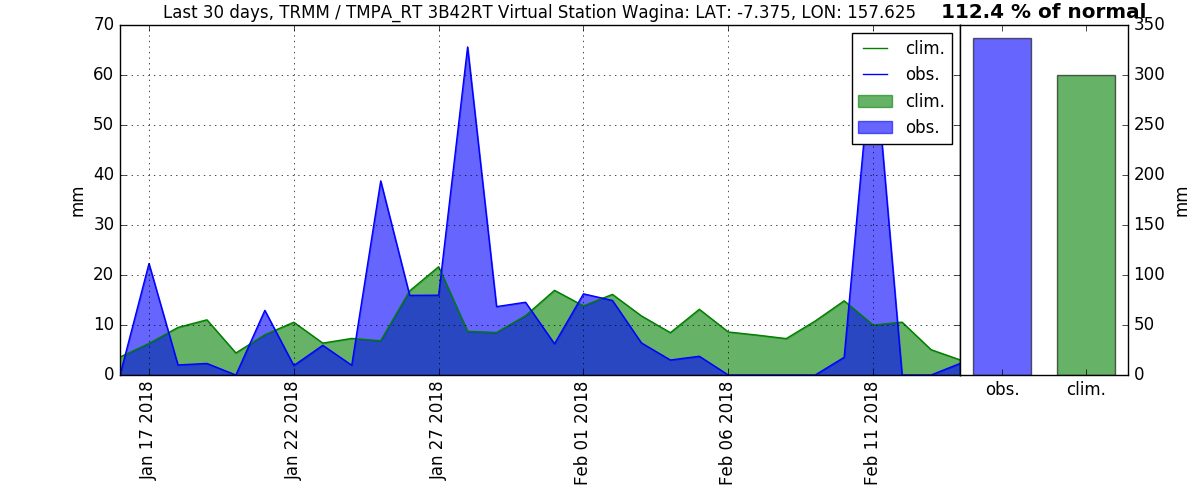 Last 30 days, TRMM / TMPA_RT 3B42RT Virtual Station Wagina: LAT: -7.375, LON: 157.625
112.4 % of normal
70
60
50
40
30
20
10
0
mm
clim.
obs.
clim.
obs.
350
300
250
200
150
100
50
0
mm
Jan 17 2018
Jan 22 2018
Jan 27 2018
Feb 01 2018
Feb 06 2018
Feb 11 2018
obs.
clim.